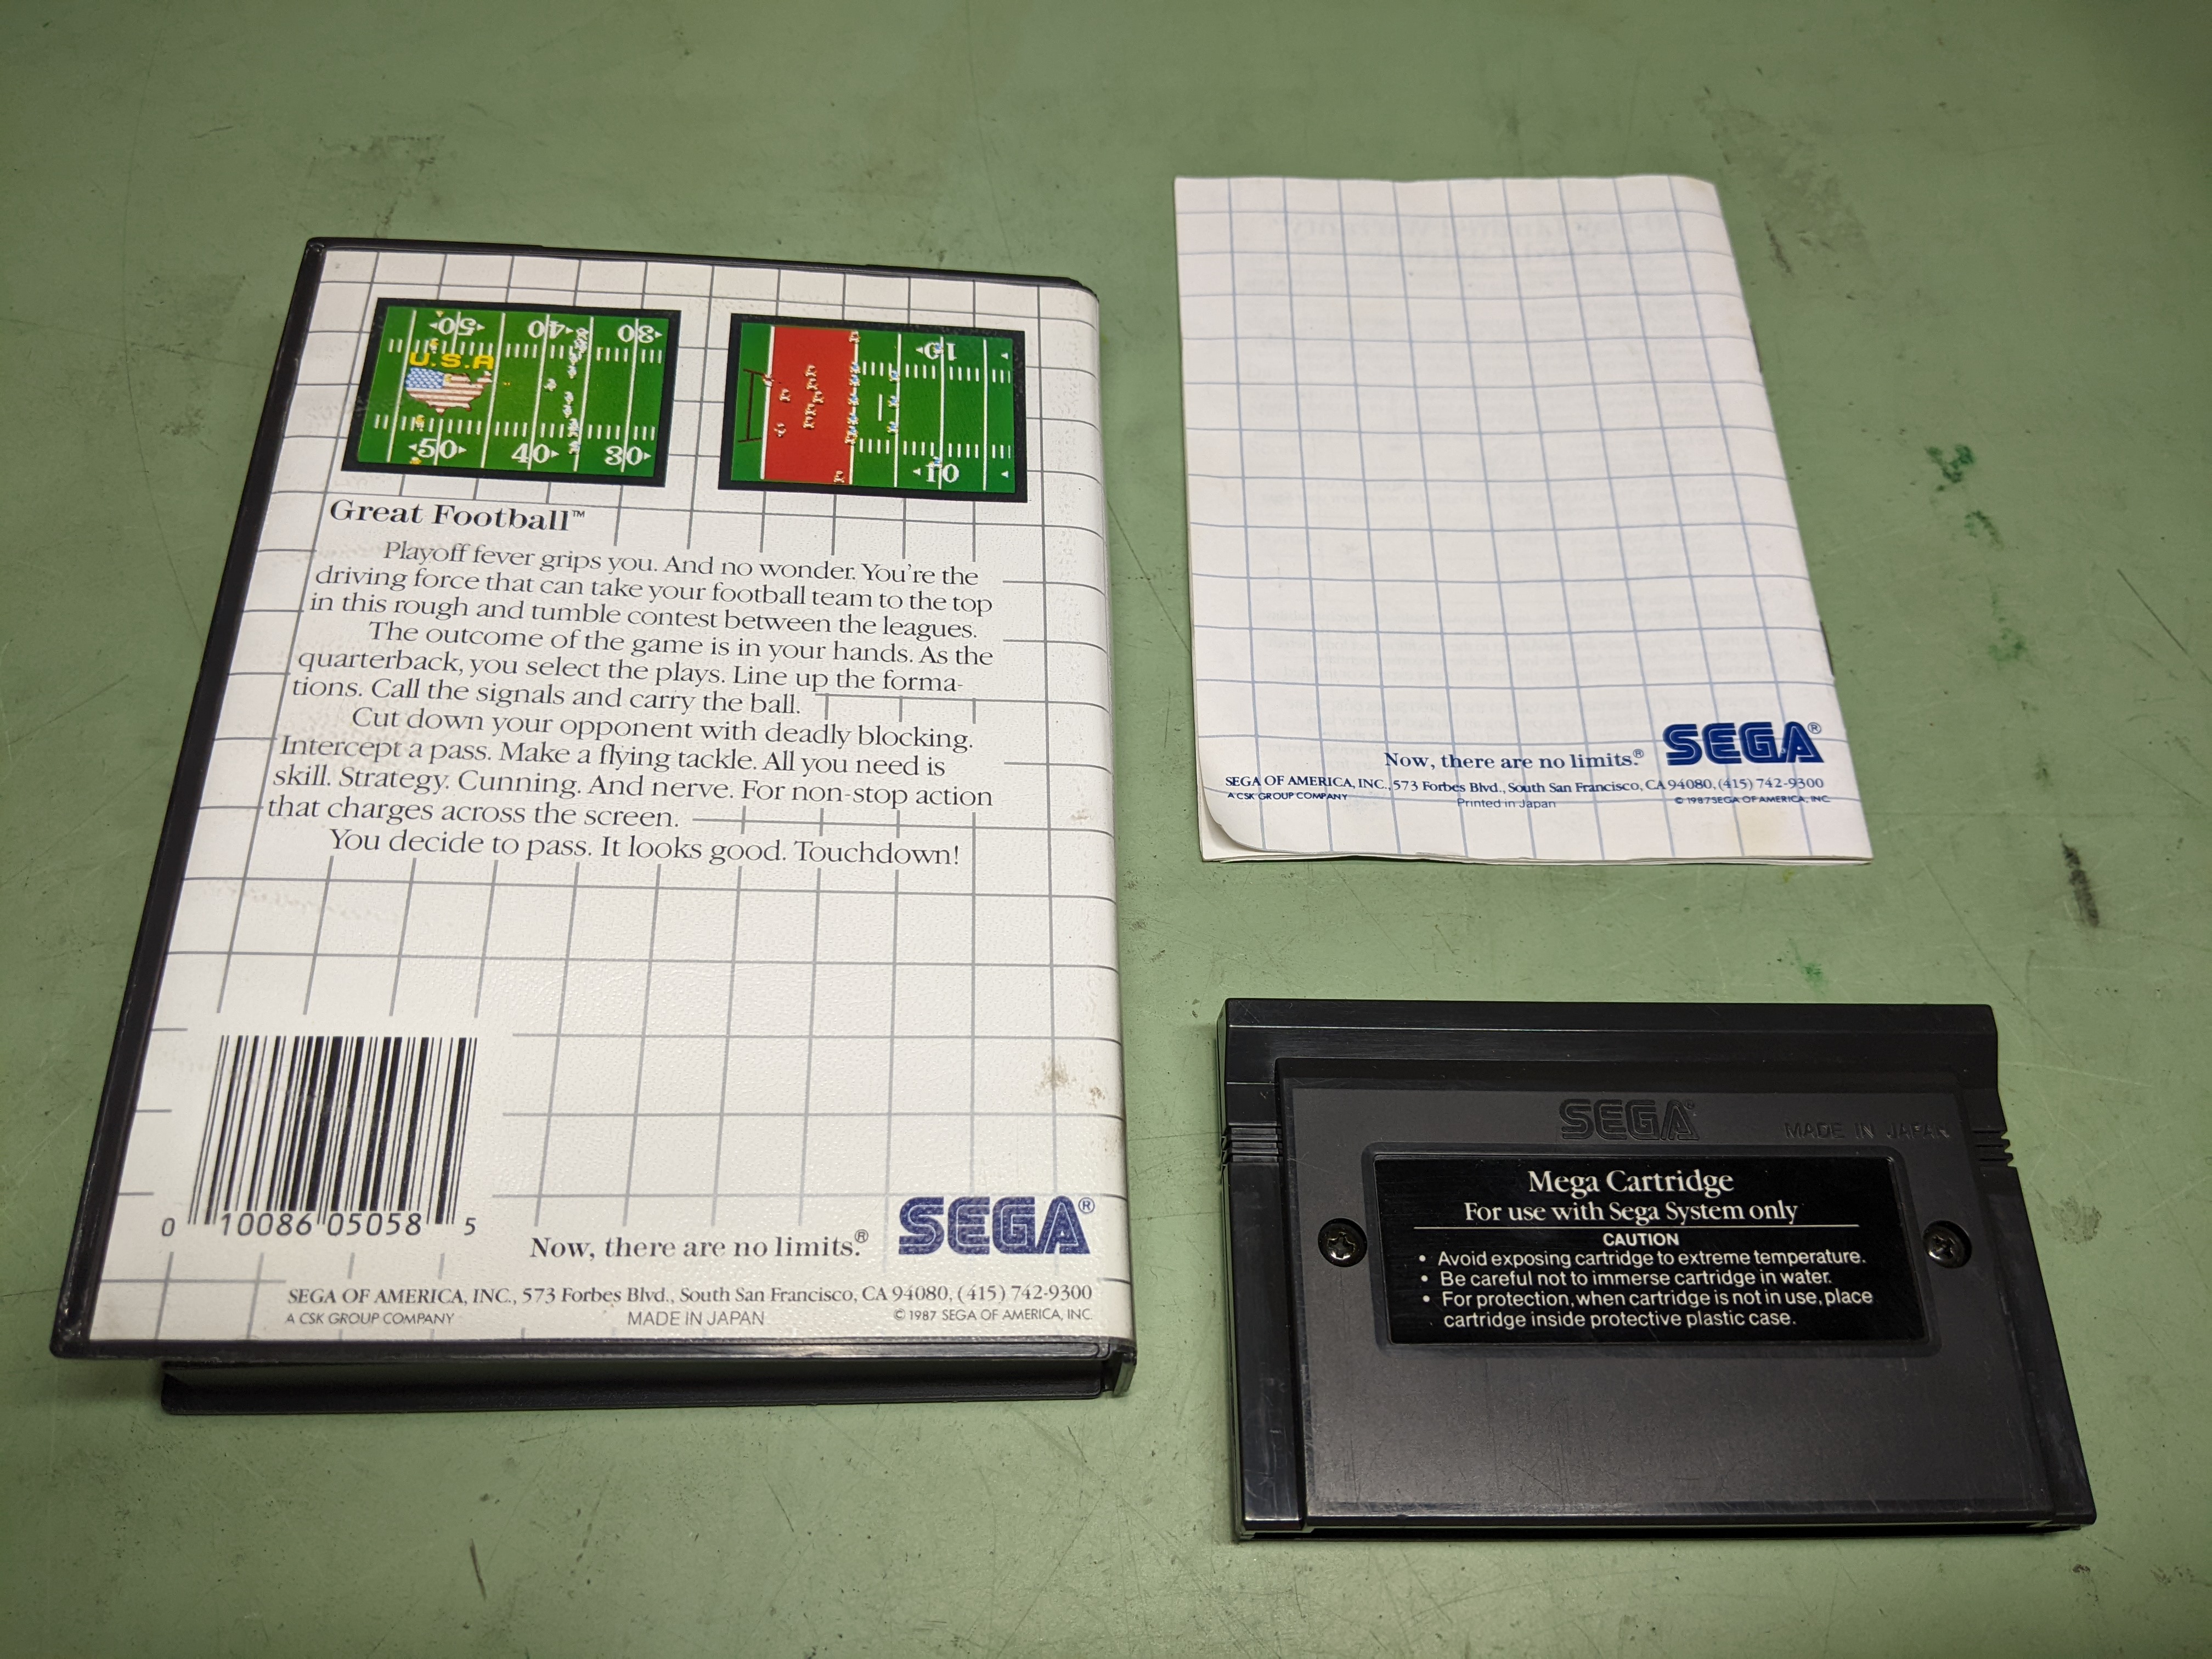 50 40 30
U.S.A
50 40 30
10
10
Great Football™
Playoff fever grips you. And no wonder. You're the
driving force that can take your football team to the top
in this rough and tumble contest between the leagues.
The outcome of the game is in your hands. As the
quarterback, you select the plays. Line up the forma-
tions. Call the signals and carry the ball.
Cut down your opponent with deadly blocking.
Intercept a pass. Make a flying tackle. All you need is
skill. Strategy. Cunning. And nerve. For non-stop action
that charges across the screen.
You decide to pass. It looks good. Touchdown!
0 10086 05058 5
Now, there are no limits.® SEGA®
SEGA OF AMERICA, INC., 573 Forbes Blvd., South San Francisco, CA 94080, (415) 742-9300
A CSK GROUP COMPANY MADE IN JAPAN © 1987 SEGA OF AMERICA, INC.
Now, there are no limits.® SEGA®
SEGA OF AMERICA, INC., 573 Forbes Blvd., South San Francisco, CA 94080, (415) 742-9300
A CSK GROUP COMPANY Printed in Japan © 1987 SEGA OF AMERICA, INC.
SEGA®
MADE IN JAPAN
Mega Cartridge
For use with Sega System only
CAUTION
• Avoid exposing cartridge to extreme temperature.
• Be careful not to immerse cartridge in water.
• For protection, when cartridge is not in use, place
cartridge inside protective plastic case.